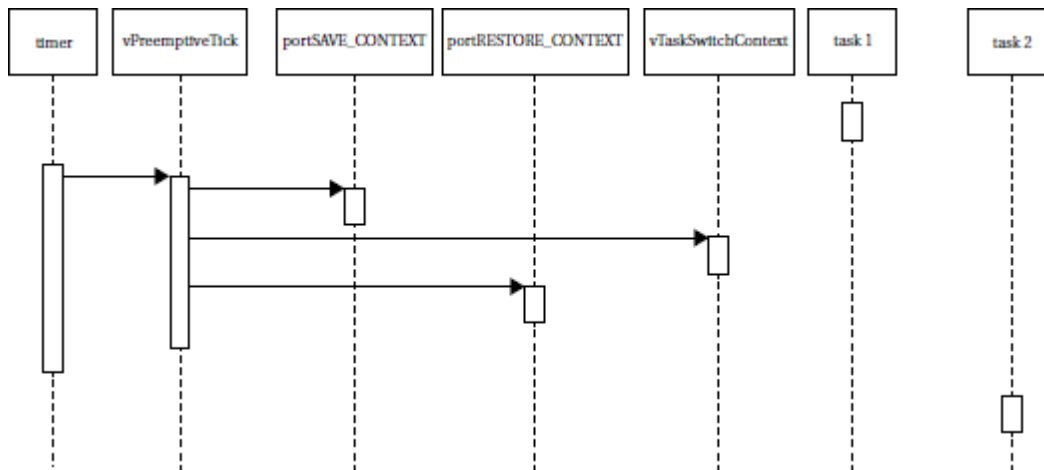 timer
vPreemptiveTick
portSAVE_CONTEXT
portRESTORE_CONTEXT
vTaskSwitchContext
task 1
task 2